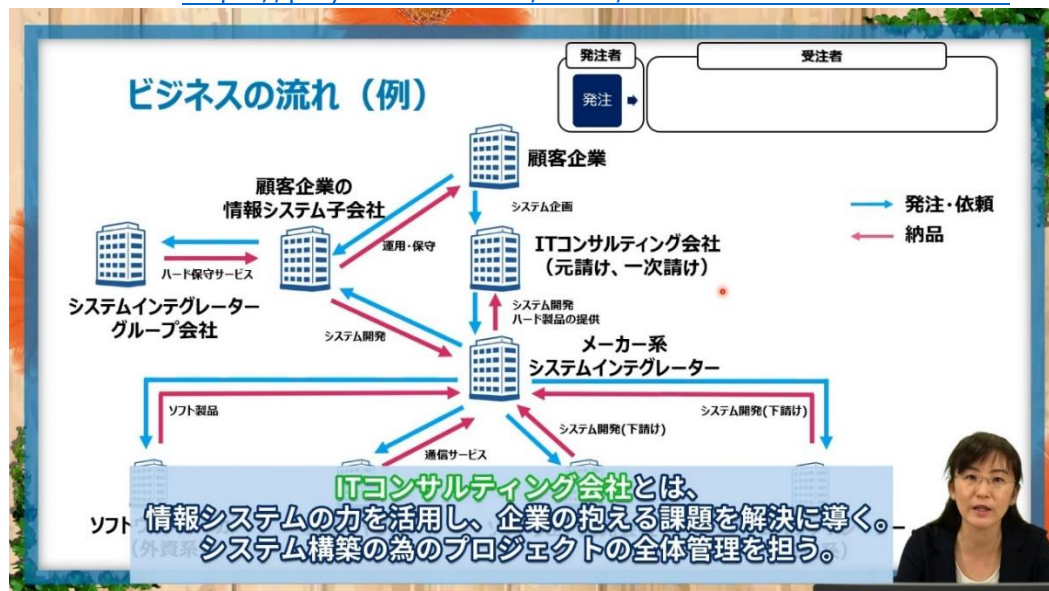 発注者
受注者
発注
ビジネスの流れ（例）
顧客企業
顧客企業の
情報システム子会社
システム企画
発注・依頼
納品
運用・保守
ITコンサルティング会社
（元請け、一次請け）
ハード保守サービス
システムインテグレーター
グループ会社
システム開発
ハード製品の提供
システム開発
メーカー系
システムインテグレーター
ソフト製品
システム開発(下請け)
システム開発(下請け)
通信サービス
ITコンサルティング会社とは、
情報システムの力を活用し、企業の抱える課題を解決に導く。
システム構築の為のプロジェクトの全体管理を担う。
ソフト
（外資系